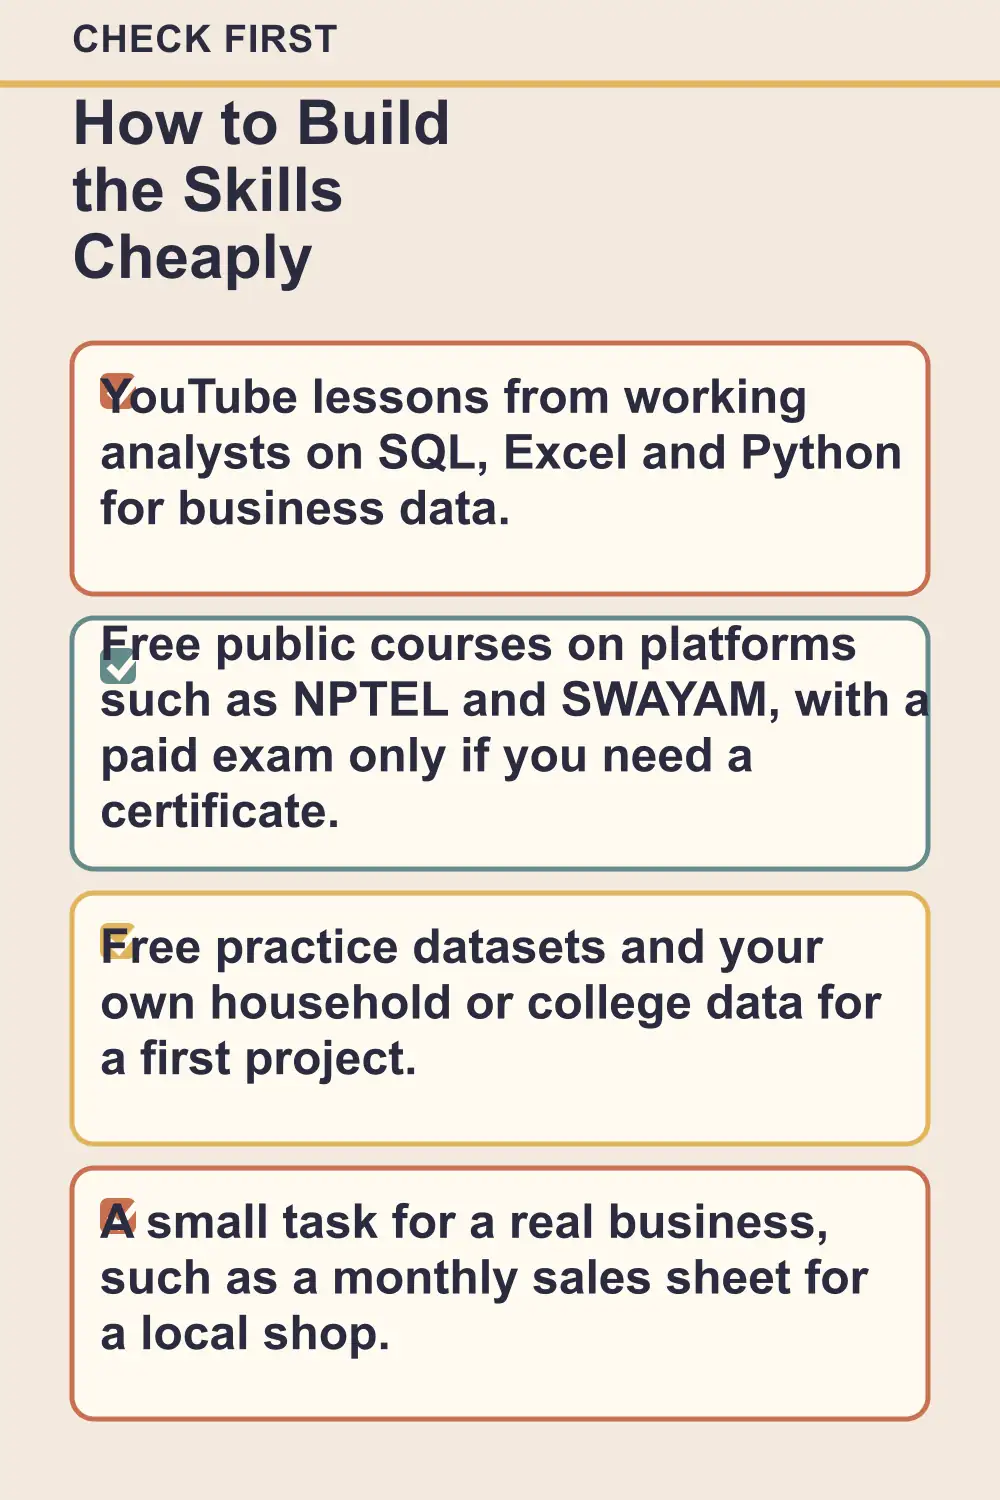 CHECK FIRST
How to Build
the Skills
Cheaply
YouTube lessons from working
analysts on SQL, Excel and Python
for business data.
Free public courses on platforms
such as NPTEL and SWAYAM, with a
paid exam only if you need a
certificate.
Free practice datasets and your
own household or college data for
a first project.
A small task for a real business,
such as a monthly sales sheet for
a local shop.